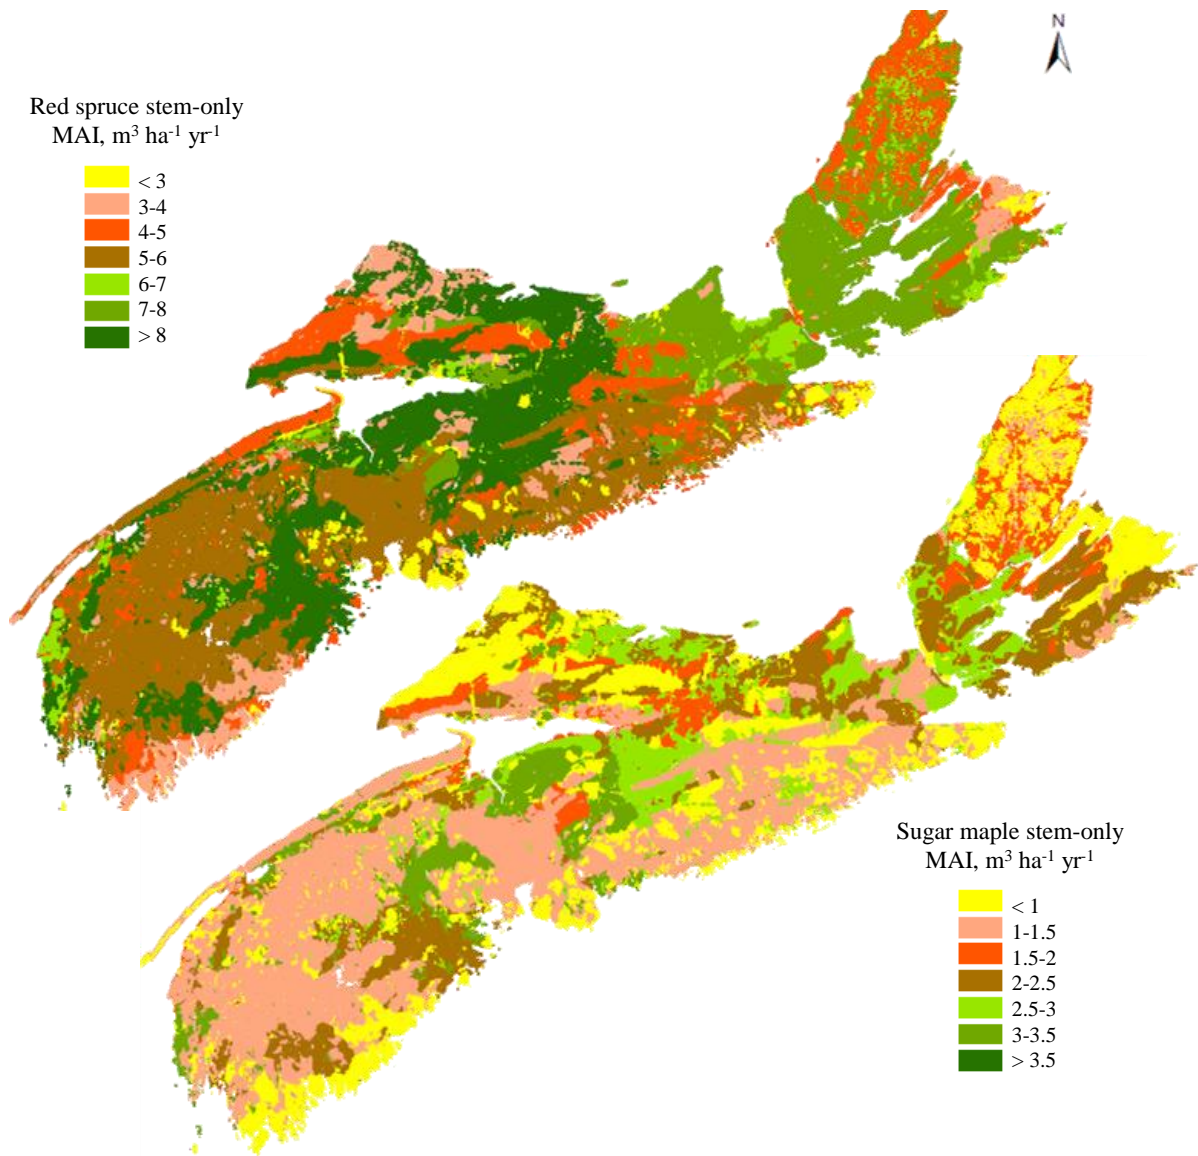 N
Red spruce stem-only
MAI, m³ ha⁻¹ yr⁻¹
< 3
3-4
4-5
5-6
6-7
7-8
> 8
Sugar maple stem-only
MAI, m³ ha⁻¹ yr⁻¹
< 1
1-1.5
1.5-2
2-2.5
2.5-3
3-3.5
> 3.5